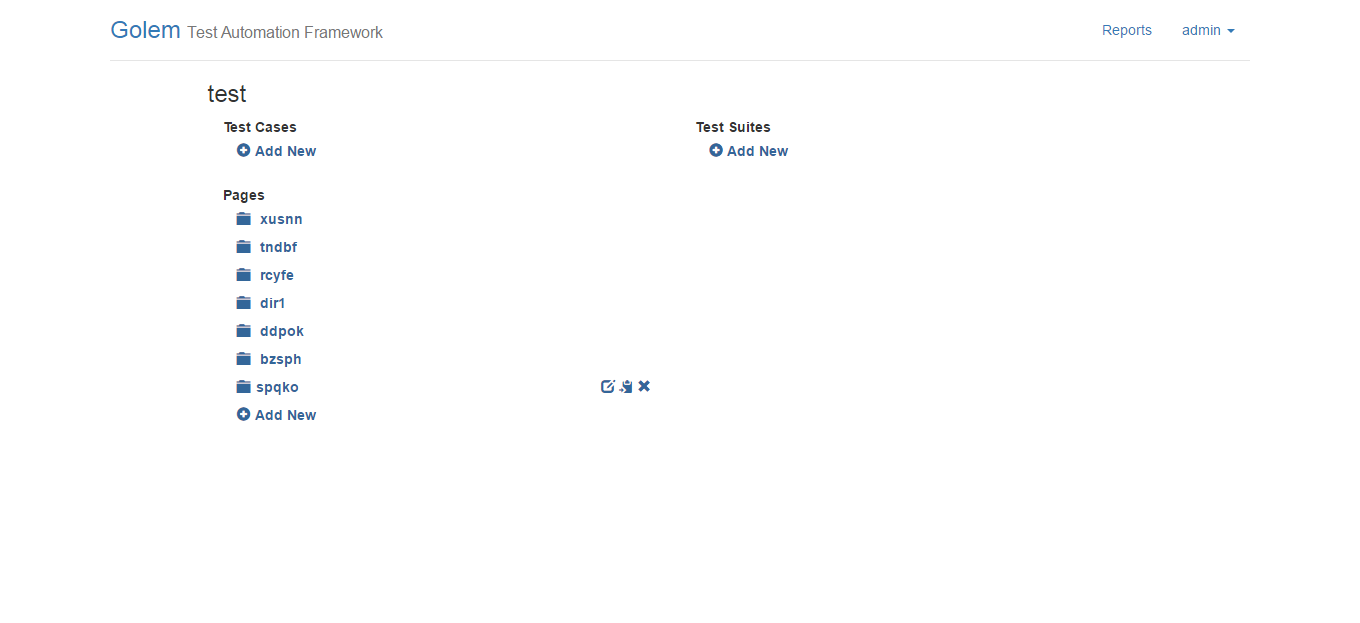 Golem Test Automation Framework
Reports
admin
test
Test Cases
Add New
Test Suites
Add New
Pages
xusnn
tndbf
rcyfe
dir1
ddpok
bzsph
spqko
Add New